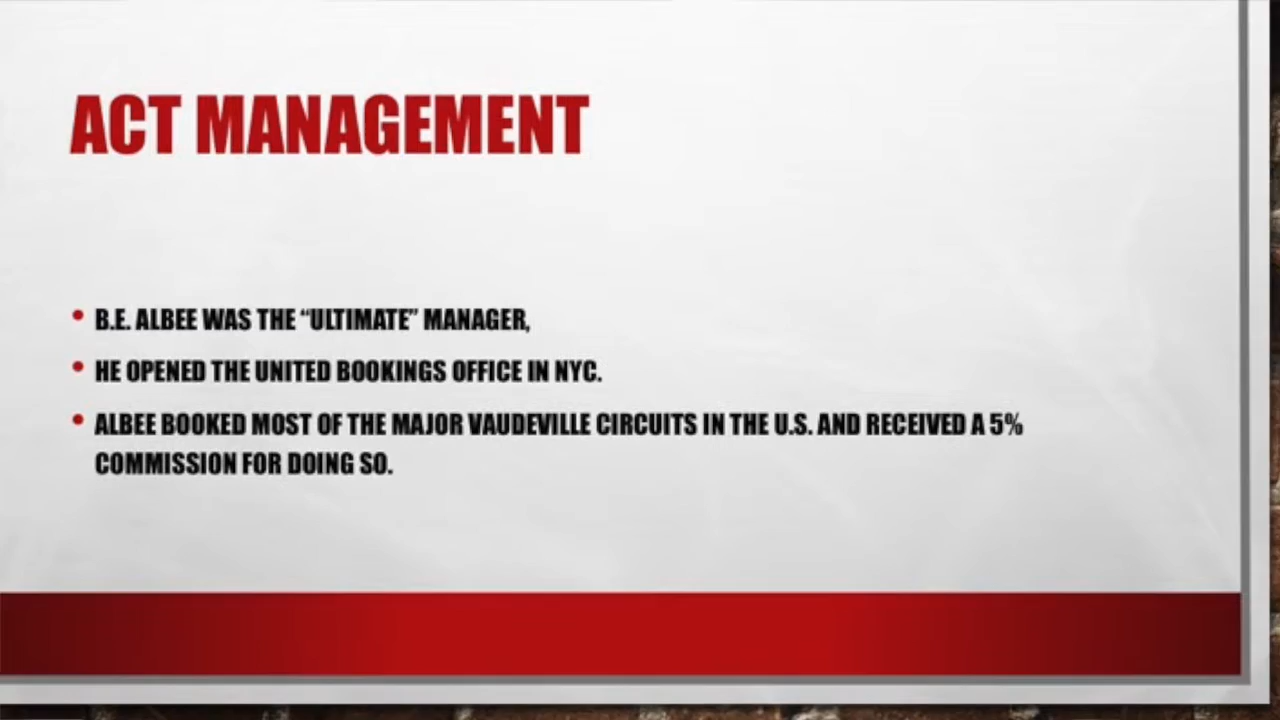 ACT MANAGEMENT
• B.E. ALBEE WAS THE “ULTIMATE” MANAGER,
• HE OPENED THE UNITED BOOKINGS OFFICE IN NYC.
• ALBEE BOOKED MOST OF THE MAJOR VAUDEVILLE CIRCUITS IN THE U.S. AND RECEIVED A 5%
COMMISSION FOR DOING SO.